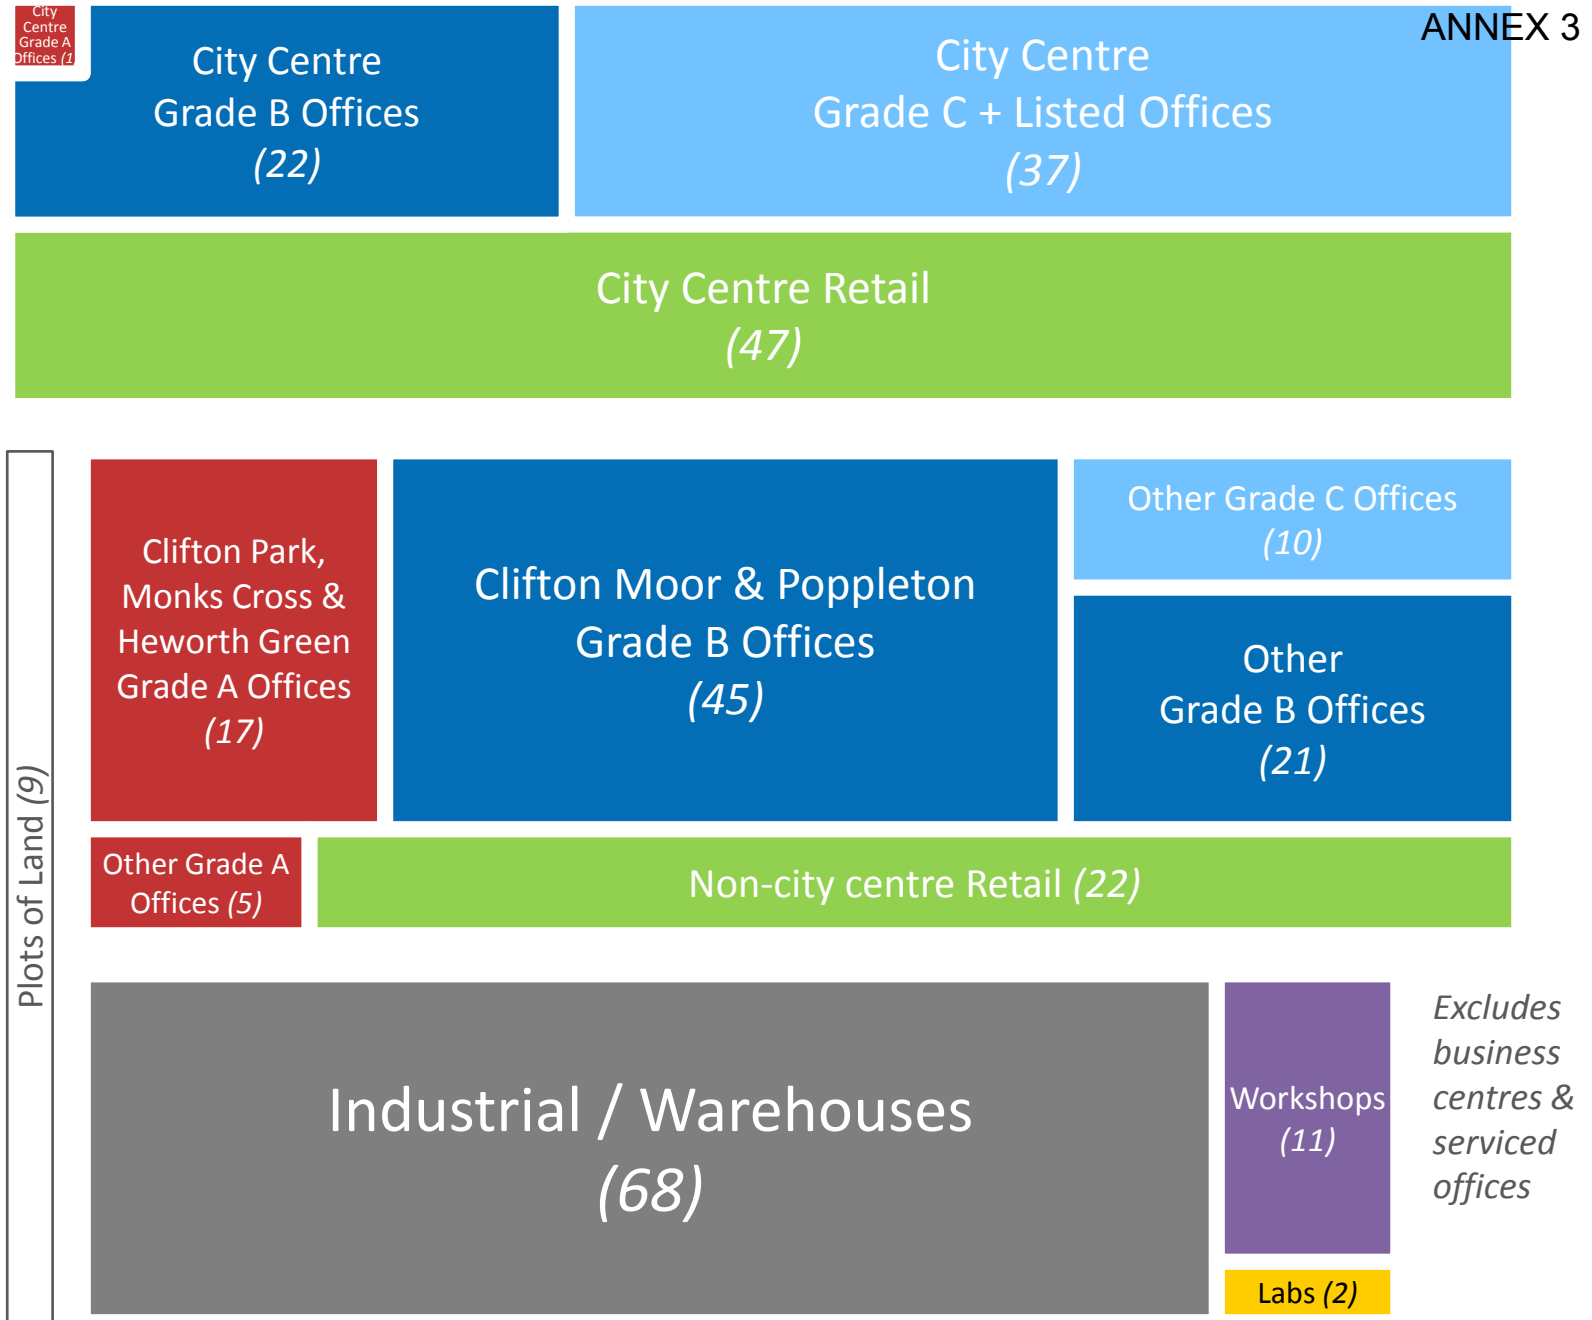 ANNEX 3
City
Centre
Grade A
Offices (1
City Centre
Grade B Offices
(22)
City Centre
Grade C + Listed Offices
(37)
City Centre Retail
(47)
Plots of Land (9)
Clifton Park,
Monks Cross &
Heworth Green
Grade A Offices
(17)
Clifton Moor & Poppleton
Grade B Offices
(45)
Other Grade C Offices
(10)
Other
Grade B Offices
(21)
Other Grade A
Offices (5)
Non-city centre Retail (22)
Industrial / Warehouses
(68)
Workshops
(11)
Labs (2)
Excludes
business
centres &
serviced
offices